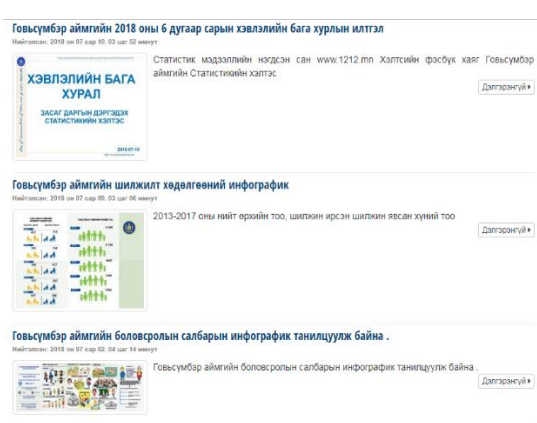 Говьсүмбэр аймгийн 2018 оны 6 дугаар сарын хэвлэлийн бага хурлын илтгэл
Нийтэлсэн: 2018 он 07 сар 10. 03 цаг 52 минут
ХЭВЛЭЛИЙН БАГА
ХУРАЛ
ЗАСАГ ДАРГЫН ДЭРГЭДЭХ
СТАТИСТИКИЙН ХЭЛТЭС
2018-07-10
Статистик мэдээллийн нэгдсэн сан www.1212.mn Хэлтсийн фэсбүк хаяг Говьсүмбэр
аймгийн Статистикийн хэлтэс
Дэлгэрэнгүй
Говьсүмбэр аймгийн шилжилт хөдөлгөөний инфографик
Нийтэлсэн: 2018 он 07 сар 09. 03 цаг 06 минут
2013-2017 оны нийт өрхийн тоо, шилжин ирсэн шилжин явсан хүний тоо
Дэлгэрэнгүй
Говьсүмбэр аймгийн боловсролын салбарын инфографик танилцуулж байна .
Нийтэлсэн: 2018 он 07 сар 02. 04 цаг 14 минут
Говьсүмбэр аймгийн боловсролын салбарын инфографик танилцуулж байна .
Дэлгэрэнгүй